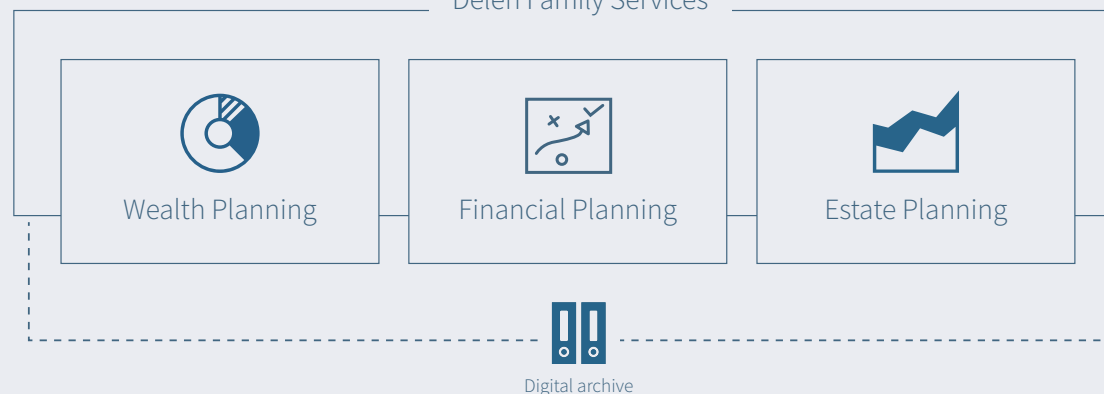 Delen Family Services
Wealth Planning
Financial Planning
Estate Planning
Digital archive